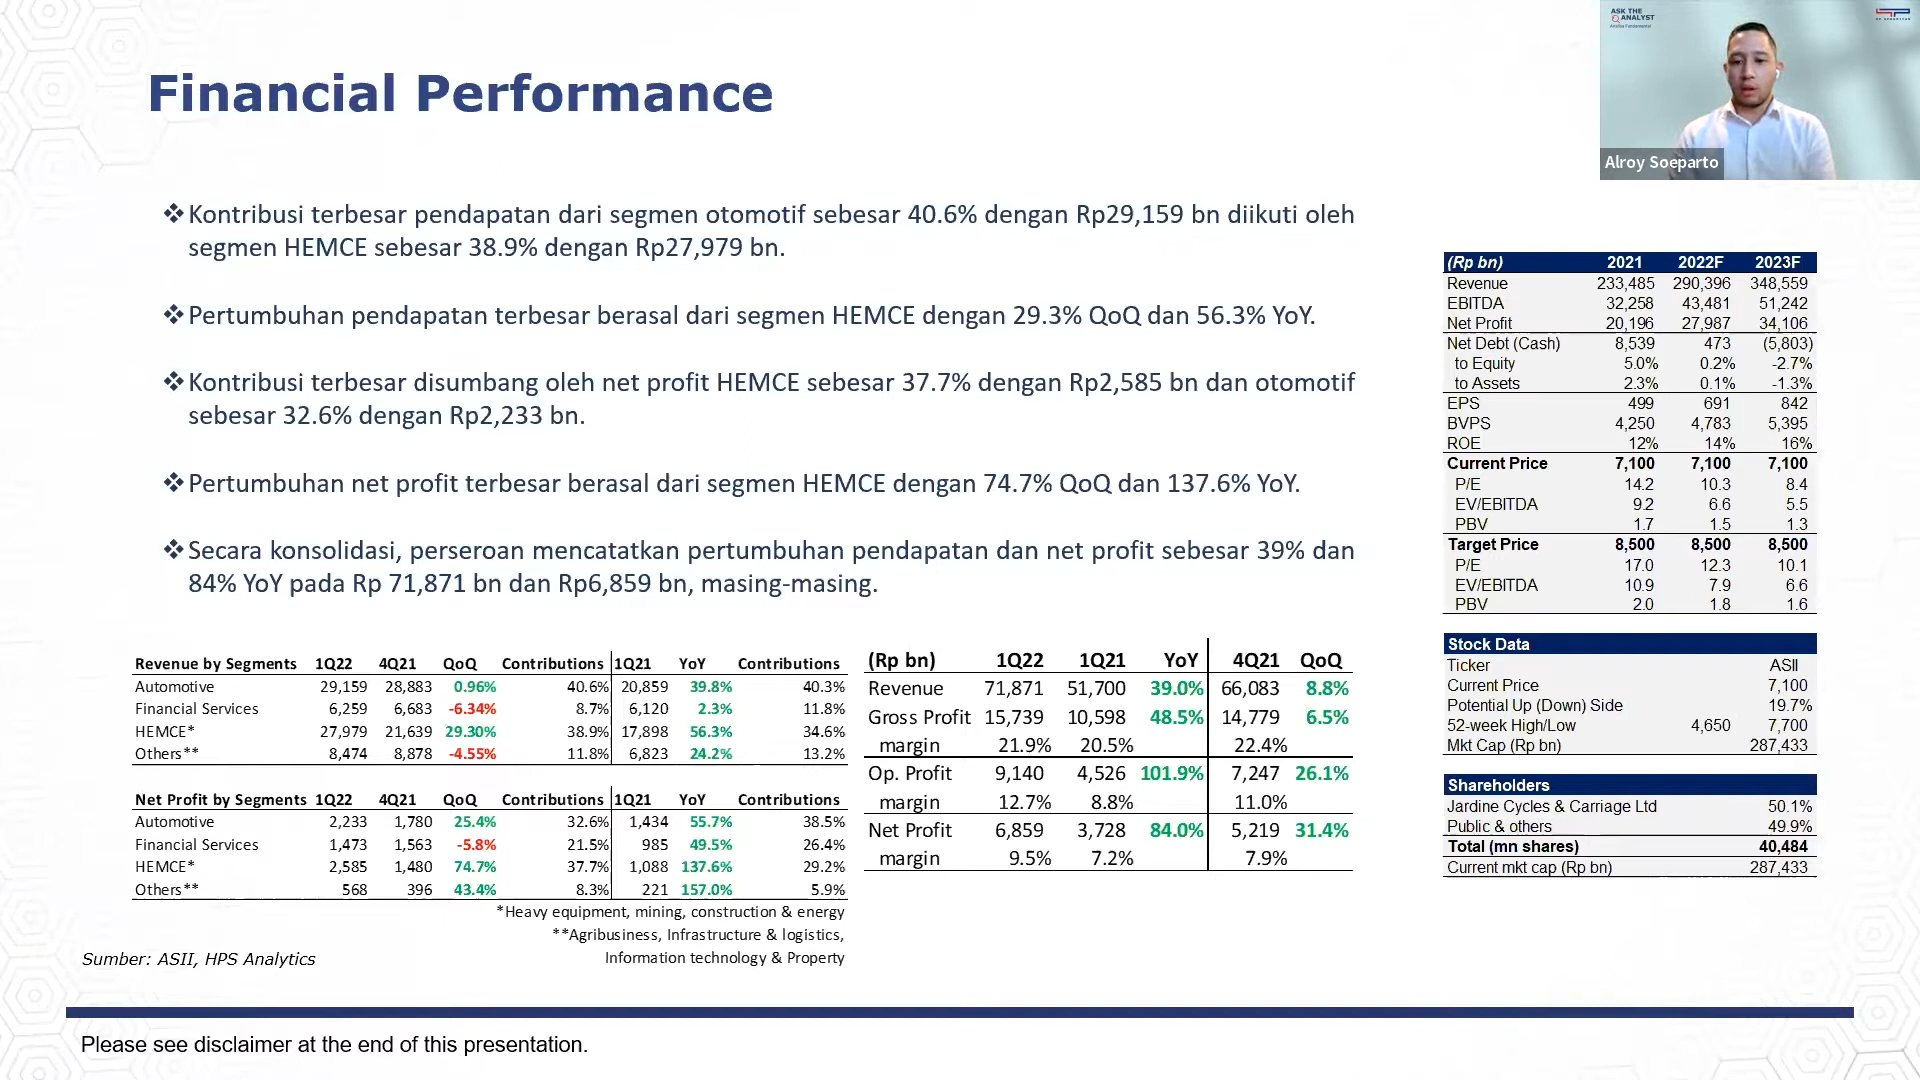 ASK THE
ANALYST
Analisa Fundamental
Alroy Soeparto
Financial Performance
❖Kontribusi terbesar pendapatan dari segmen otomotif sebesar 40.6% dengan Rp29,159 bn diikuti oleh
segmen HEMCE sebesar 38.9% dengan Rp27,979 bn.
❖Pertumbuhan pendapatan terbesar berasal dari segmen HEMCE dengan 29.3% QoQ dan 56.3% YoY.
❖Kontribusi terbesar disumbang oleh net profit HEMCE sebesar 37.7% dengan Rp2,585 bn dan otomotif
sebesar 32.6% dengan Rp2,233 bn.
❖Pertumbuhan net profit terbesar berasal dari segmen HEMCE dengan 74.7% QoQ dan 137.6% YoY.
❖Secara konsolidasi, perseroan mencatatkan pertumbuhan pendapatan dan net profit sebesar 39% dan
84% YoY pada Rp 71,871 bn dan Rp6,859 bn, masing-masing.
Revenue by Segments 1Q22 4Q21 QoQ Contributions 1Q21 YoY Contributions
Automotive 29,159 28,883 0.96% 40.6% 20,859 39.8% 40.3%
Financial Services 6,259 6,683 -6.34% 8.7% 6,120 2.3% 11.8%
HEMCE* 27,979 21,639 29.30% 38.9% 17,898 56.3% 34.6%
Others** 8,474 8,878 -4.55% 11.8% 6,823 24.2% 13.2%
Net Profit by Segments 1Q22 4Q21 QoQ Contributions 1Q21 YoY Contributions
Automotive 2,233 1,780 25.4% 32.6% 1,434 55.7% 38.5%
Financial Services 1,473 1,563 -5.8% 21.5% 985 49.5% 26.4%
HEMCE* 2,585 1,480 74.7% 37.7% 1,088 137.6% 29.2%
Others** 568 396 43.4% 8.3% 221 157.0% 5.9%
*Heavy equipment, mining, construction & energy
**Agribusiness, Infrastructure & logistics,
Information technology & Property
Sumber: ASII, HPS Analytics
(Rp bn) 1Q22 1Q21 YoY 4Q21 QoQ
Revenue 71,871 51,700 39.0% 66,083 8.8%
Gross Profit 15,739 10,598 48.5% 14,779 6.5%
margin 21.9% 20.5% 22.4%
Op. Profit 9,140 4,526 101.9% 7,247 26.1%
margin 12.7% 8.8% 11.0%
Net Profit 6,859 3,728 84.0% 5,219 31.4%
margin 9.5% 7.2% 7.9%
(Rp bn) 2021 2022F 2023F
Revenue 233,485 290,396 348,559
EBITDA 32,258 43,481 51,242
Net Profit 20,196 27,987 34,106
Net Debt (Cash) 8,539 473 (5,803)
to Equity 5.0% 0.2% -2.7%
to Assets 2.3% 0.1% -1.3%
EPS 499 691 842
BVPS 4,250 4,783 5,395
ROE 12% 14% 16%
Current Price 7,100 7,100 7,100
P/E 14.2 10.3 8.4
EV/EBITDA 9.2 6.6 5.5
PBV 1.7 1.5 1.3
Target Price 8,500 8,500 8,500
P/E 17.0 12.3 10.1
EV/EBITDA 10.9 7.9 6.6
PBV 2.0 1.8 1.6
Stock Data
Ticker ASII
Current Price 7,100
Potential Up (Down) Side 19.7%
52-week High/Low 4,650 7,700
Mkt Cap (Rp bn) 287,433
Shareholders
Jardine Cycles & Carriage Ltd 50.1%
Public & others 49.9%
Total (mn shares) 40,484
Current mkt cap (Rp bn) 287,433
Please see disclaimer at the end of this presentation.